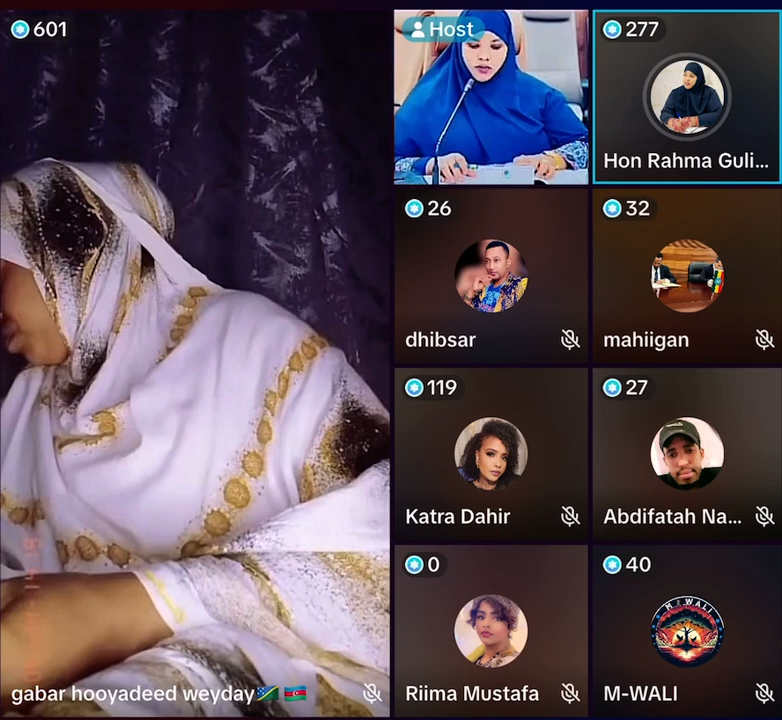 601
Host
277
Hon Rahma Guli...
26
dhibsar
32
mahiigan
119
Katra Dahir
27
Abdifatah Na...
0
Riima Mustafa
40
M-WALI
M-WALI
gabar hooyadeed weyday🇸🇧 🇦🇿